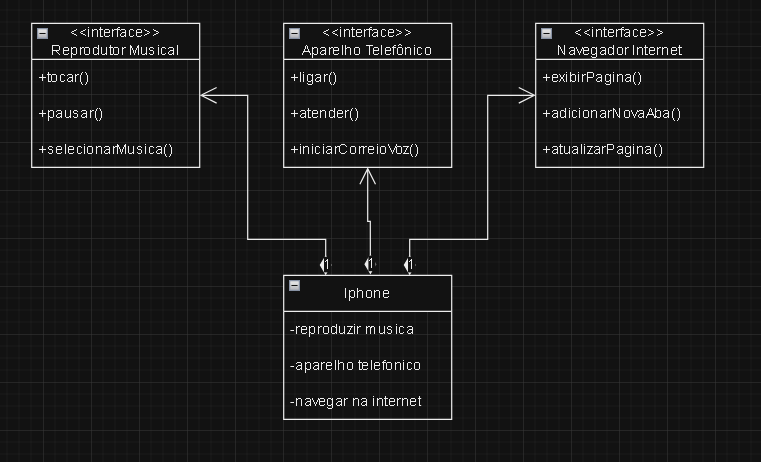 <<interface>>
Reprodutor Musical
+tocar()
+pausar()
+selecionarMusica()
<<interface>>
Aparelho Telefônico
+ligar()
+atender()
+iniciarCorreioVoz()
<<interface>>
Navegador Internet
+exibirPagina()
+adicionarNovaAba()
+atualizarPagina()
1
1
1
Iphone
-reproduzir musica
-aparelho telefonico
-navegar na internet